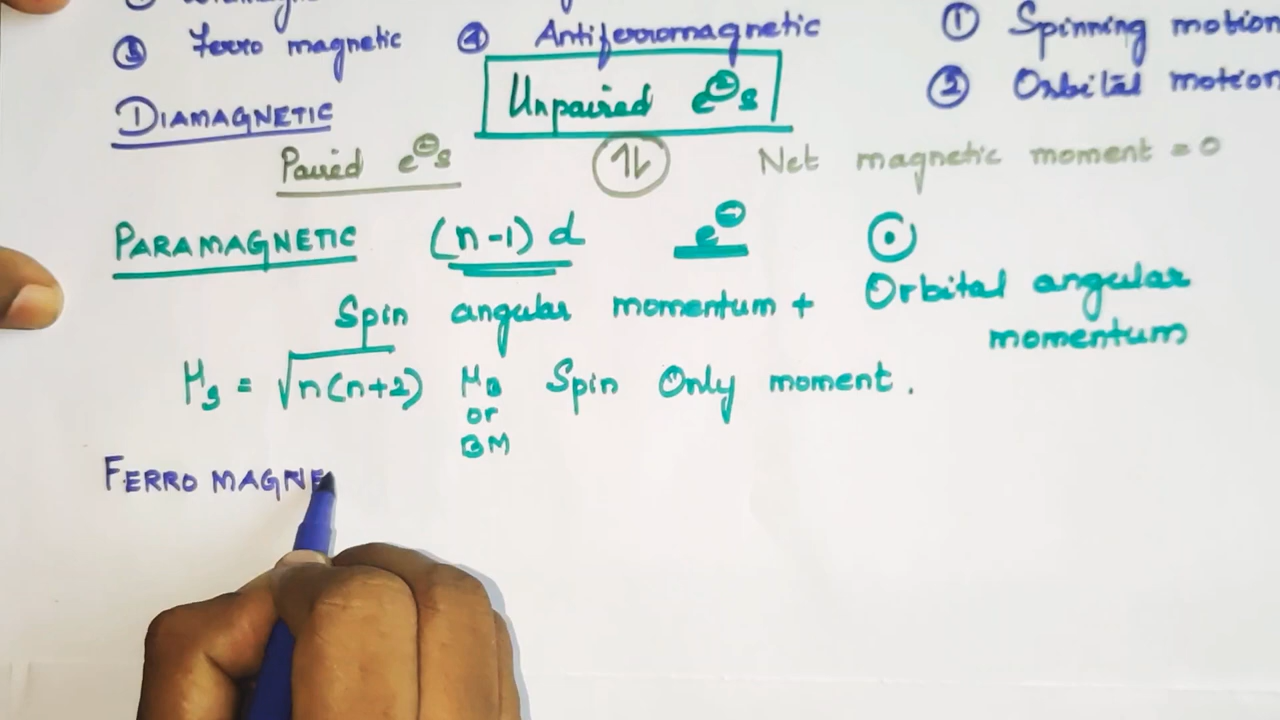 ③ Ferro magnetic ④ Antiferromagnetic
① Spinning motion
② Orbital motion
Unpaired e⊖s
DIAMAGNETIC
Paired e⊖s ⥮ Net magnetic moment = 0
PARAMAGNETIC (n-1) d e⊖ ⊙
Spin angular momentum + Orbital angular
momentum
μs = √n(n+2) μB Spin Only moment.
or
BM
FERRO MAGNE